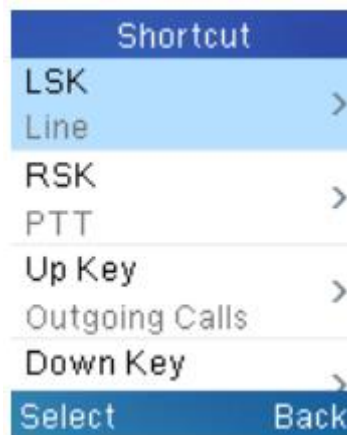 Shortcut
LSK
Line
RSK
PTT
Up Key
Outgoing Calls
Down Key
Select Back